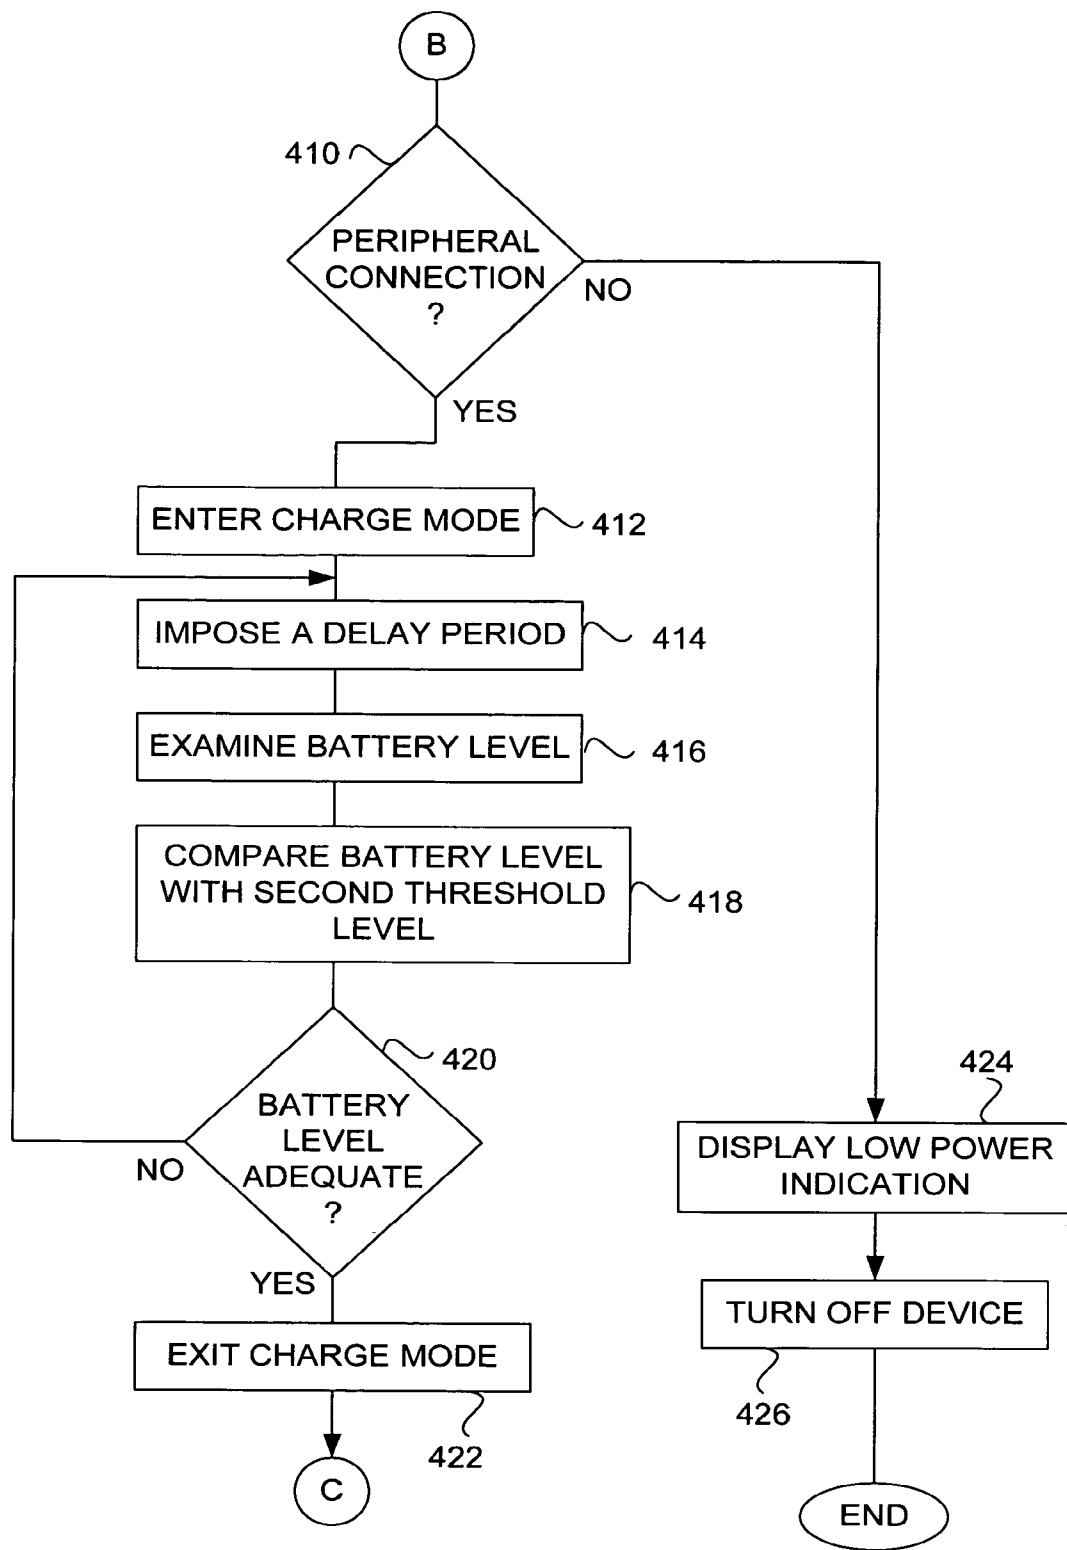 B
410
PERIPHERAL
CONNECTION
?
NO
YES
ENTER CHARGE MODE
412
IMPOSE A DELAY PERIOD
414
EXAMINE BATTERY LEVEL
416
COMPARE BATTERY LEVEL
WITH SECOND THRESHOLD
LEVEL
418
420
BATTERY
LEVEL
ADEQUATE
?
NO
YES
EXIT CHARGE MODE
422
C
424
DISPLAY LOW POWER
INDICATION
TURN OFF DEVICE
426
END